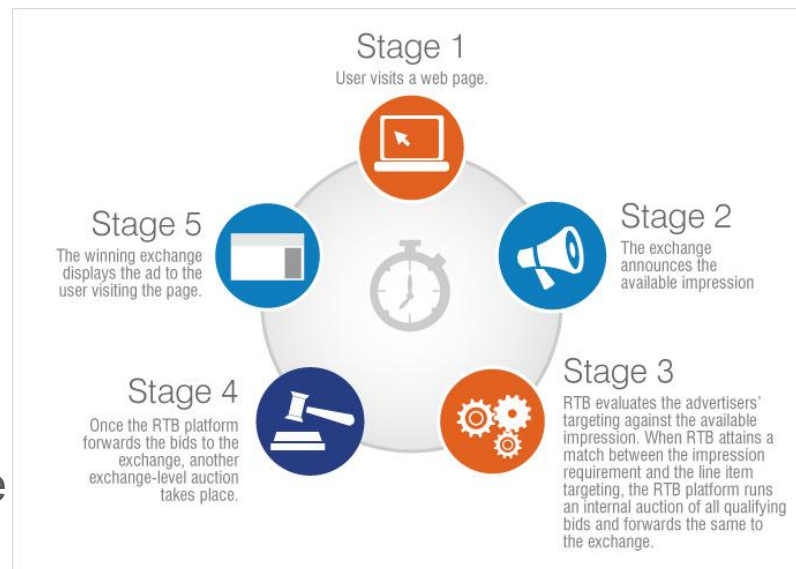 Stage 1
User visits a web page.
Stage 2
The exchange
announces the
available impression
Stage 3
RTB evaluates the advertisers'
targeting against the available
impression. When RTB attains a
match between the impression
requirement and the line item
targeting, the RTB platform runs
an internal auction of all qualifying
bids and forwards the same to
the exchange.
Stage 4
Once the RTB platform
forwards the bids to the
exchange, another
exchange-level auction
takes place.
Stage 5
The winning exchange
displays the ad to the
user visiting the page.
e